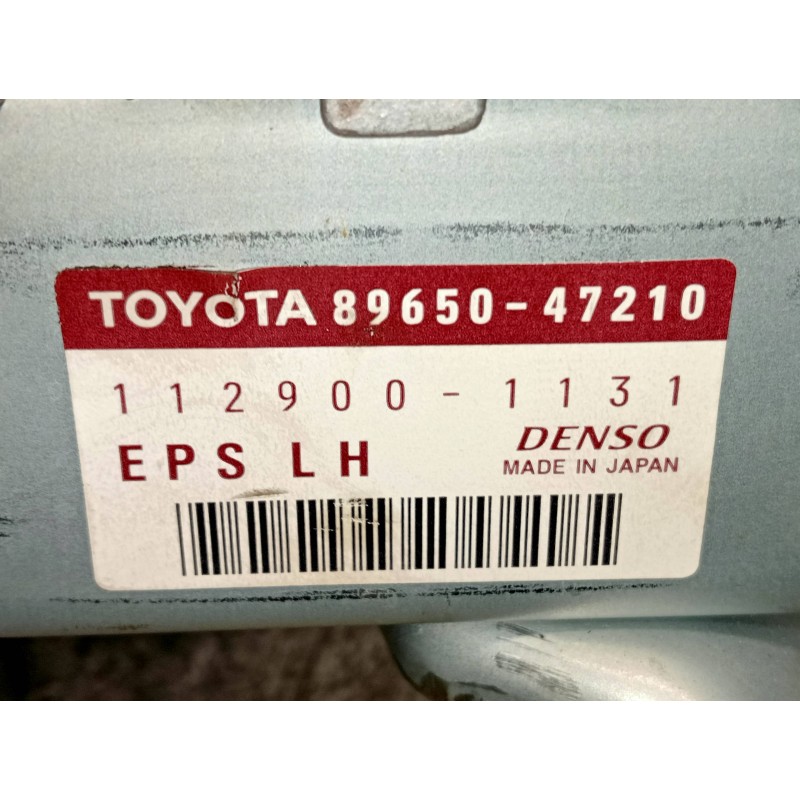 TOYOTA 89650-47210
112900-1131
EPS LH DENSO
MADE IN JAPAN